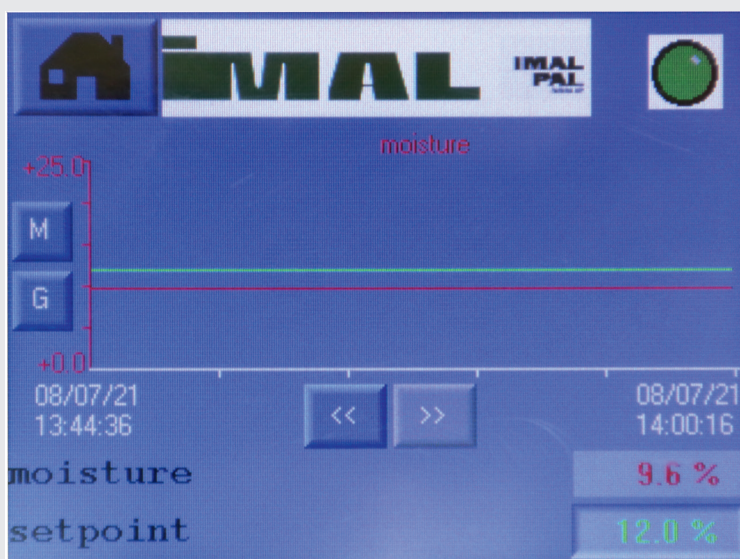 iMAL
IMAL
PAL
moisture
+25.0
M
G
+0.0
08/07/21
13:44:36
<<
>>
08/07/21
14:00:16
moisture
9.6 %
setpoint
12.0 %